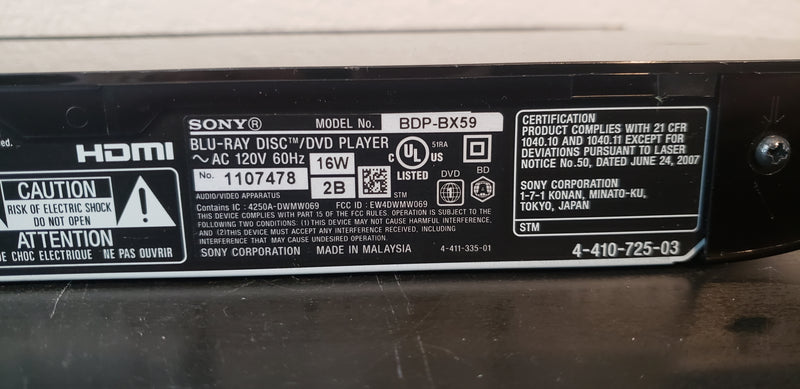 red.
HDMI
CAUTION
RISK OF ELECTRIC SHOCK
DO NOT OPEN
ATTENTION
DE CHOC ELECTRIQUE NE PAS OUVRIR
SONY® MODEL No. BDP-BX59
BLU-RAY DISC™/DVD PLAYER
～AC 120V 60Hz 16W
No. 1107478 2B
AUDIO/VIDEO APPARATUS STM
C UL US 51RA
LISTED
DVD BD
1 A
Contains IC : 4250A-DWMW069 FCC ID : EW4DWMW069
THIS DEVICE COMPLIES WITH PART 15 OF THE FCC RULES. OPERATION IS SUBJECT TO THE
FOLLOWING TWO CONDITIONS: (1) THIS DEVICE MAY NOT CAUSE HARMFUL INTERFERENCE,
AND (2)THIS DEVICE MUST ACCEPT ANY INTERFERENCE RECEIVED, INCLUDING
INTERFERENCE THAT MAY CAUSE UNDESIRED OPERATION.
SONY CORPORATION MADE IN MALAYSIA 4-411-335-01
CERTIFICATION
PRODUCT COMPLIES WITH 21 CFR
1040.10 AND 1040.11 EXCEPT FOR
DEVIATIONS PURSUANT TO LASER
NOTICE No.50, DATED JUNE 24, 2007
SONY CORPORATION
1-7-1 KONAN, MINATO-KU,
TOKYO, JAPAN
STM
4-410-725-03